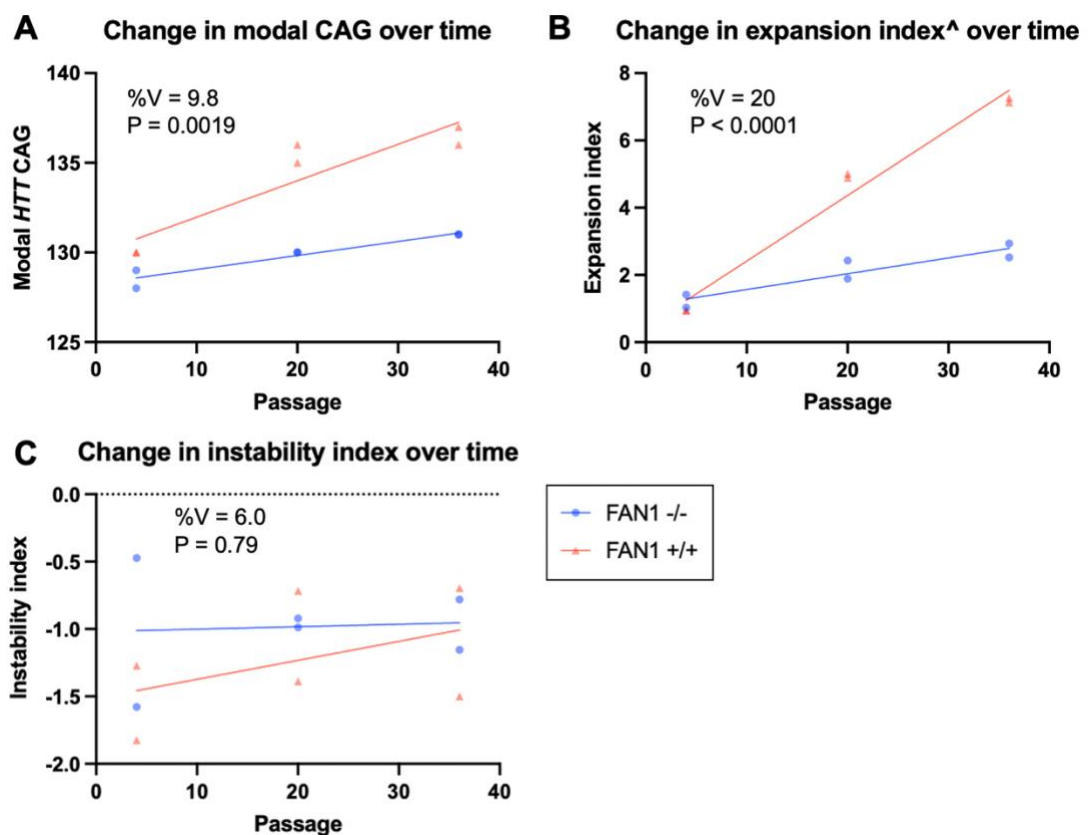 A Change in modal CAG over time
%V = 9.8
P = 0.0019
Modal HTT CAG
140
135
130
125
0 10 20 30 40
Passage
B Change in expansion index^ over time
%V = 20
P < 0.0001
Expansion index
8
6
4
2
0
0 10 20 30 40
Passage
C Change in instability index over time
%V = 6.0
P = 0.79
Instability index
0.0
-0.5
-1.0
-1.5
-2.0
0 10 20 30 40
Passage
FAN1 -/-
FAN1 +/+